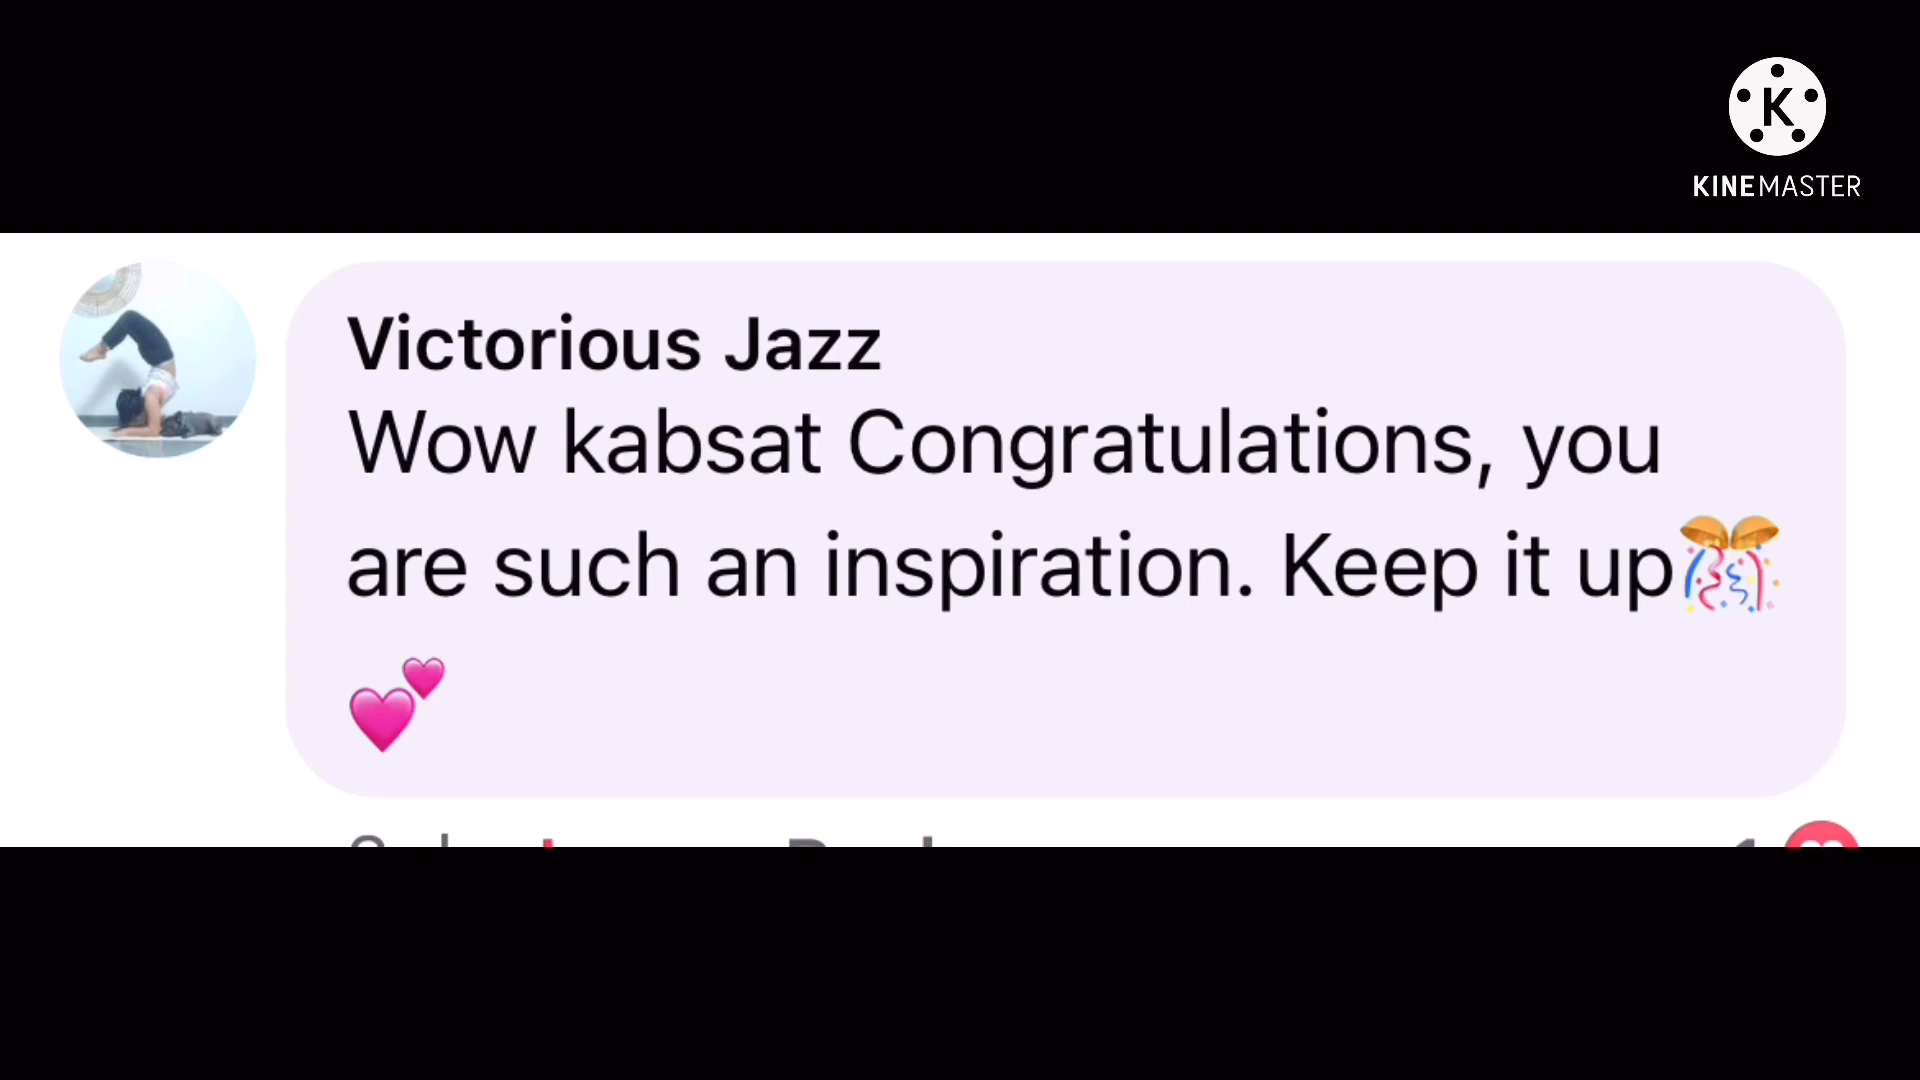 K
KINEMASTER
Victorious Jazz
Wow kabsat Congratulations, you
are such an inspiration. Keep it up🎊
💕